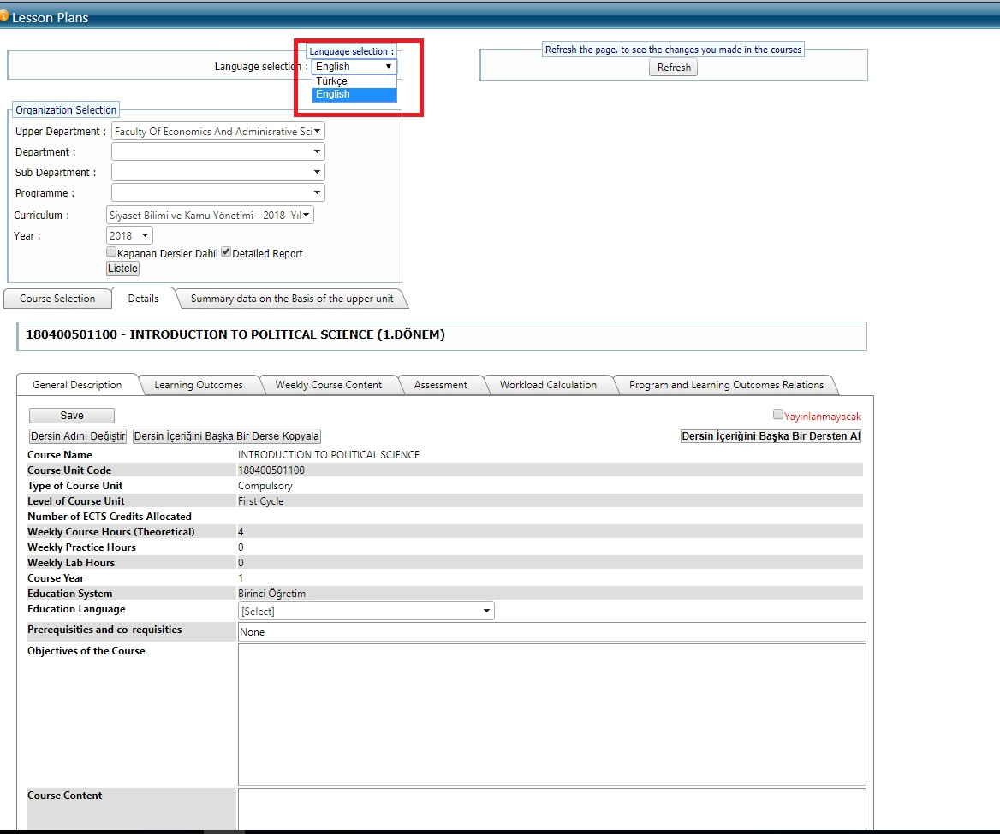 Lesson Plans
Language selection :
Refresh the page, to see the changes you made in the courses
Language selection : English
Refresh
Türkçe
English
Organization Selection
Upper Department : Faculty Of Economics And Adminisrative Sci
Department :
Sub Department :
Programme :
Curriculum : Siyaset Bilimi ve Kamu Yönetimi - 2018 Yıl
Year : 2018
Kapanan Dersler Dahil Detailed Report
Listele
Course Selection Details Summary data on the Basis of the upper unit
180400501100 - INTRODUCTION TO POLITICAL SCIENCE (1.DÖNEM)
General Description Learning Outcomes Weekly Course Content Assessment Workload Calculation Program and Learning Outcomes Relations
Save Yayınlanmayacak
Dersin Adını Değiştir Dersin İçeriğini Başka Bir Derse Kopyala Dersin İçeriğini Başka Bir Dersten Al
Course Name INTRODUCTION TO POLITICAL SCIENCE
Course Unit Code 180400501100
Type of Course Unit Compulsory
Level of Course Unit First Cycle
Number of ECTS Credits Allocated
Weekly Course Hours (Theoretical) 4
Weekly Practice Hours 0
Weekly Lab Hours 0
Course Year 1
Education System Birinci Öğretim
Education Language [Select]
Prerequisities and co-requisities None
Objectives of the Course
Course Content